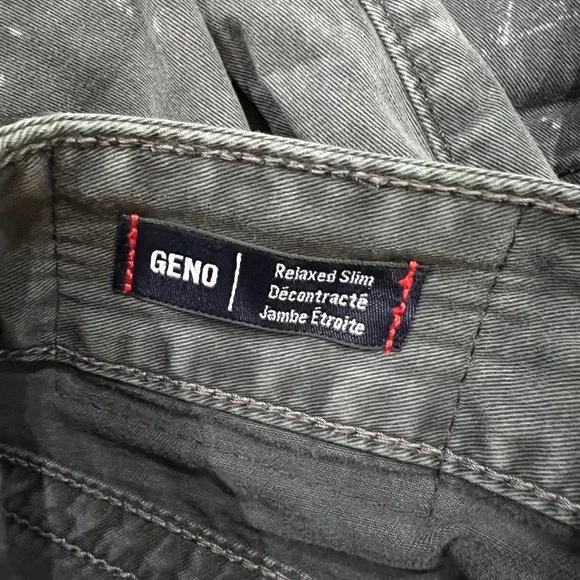 GENO
Relaxed Slim
Décontracté
Jambe Étroite